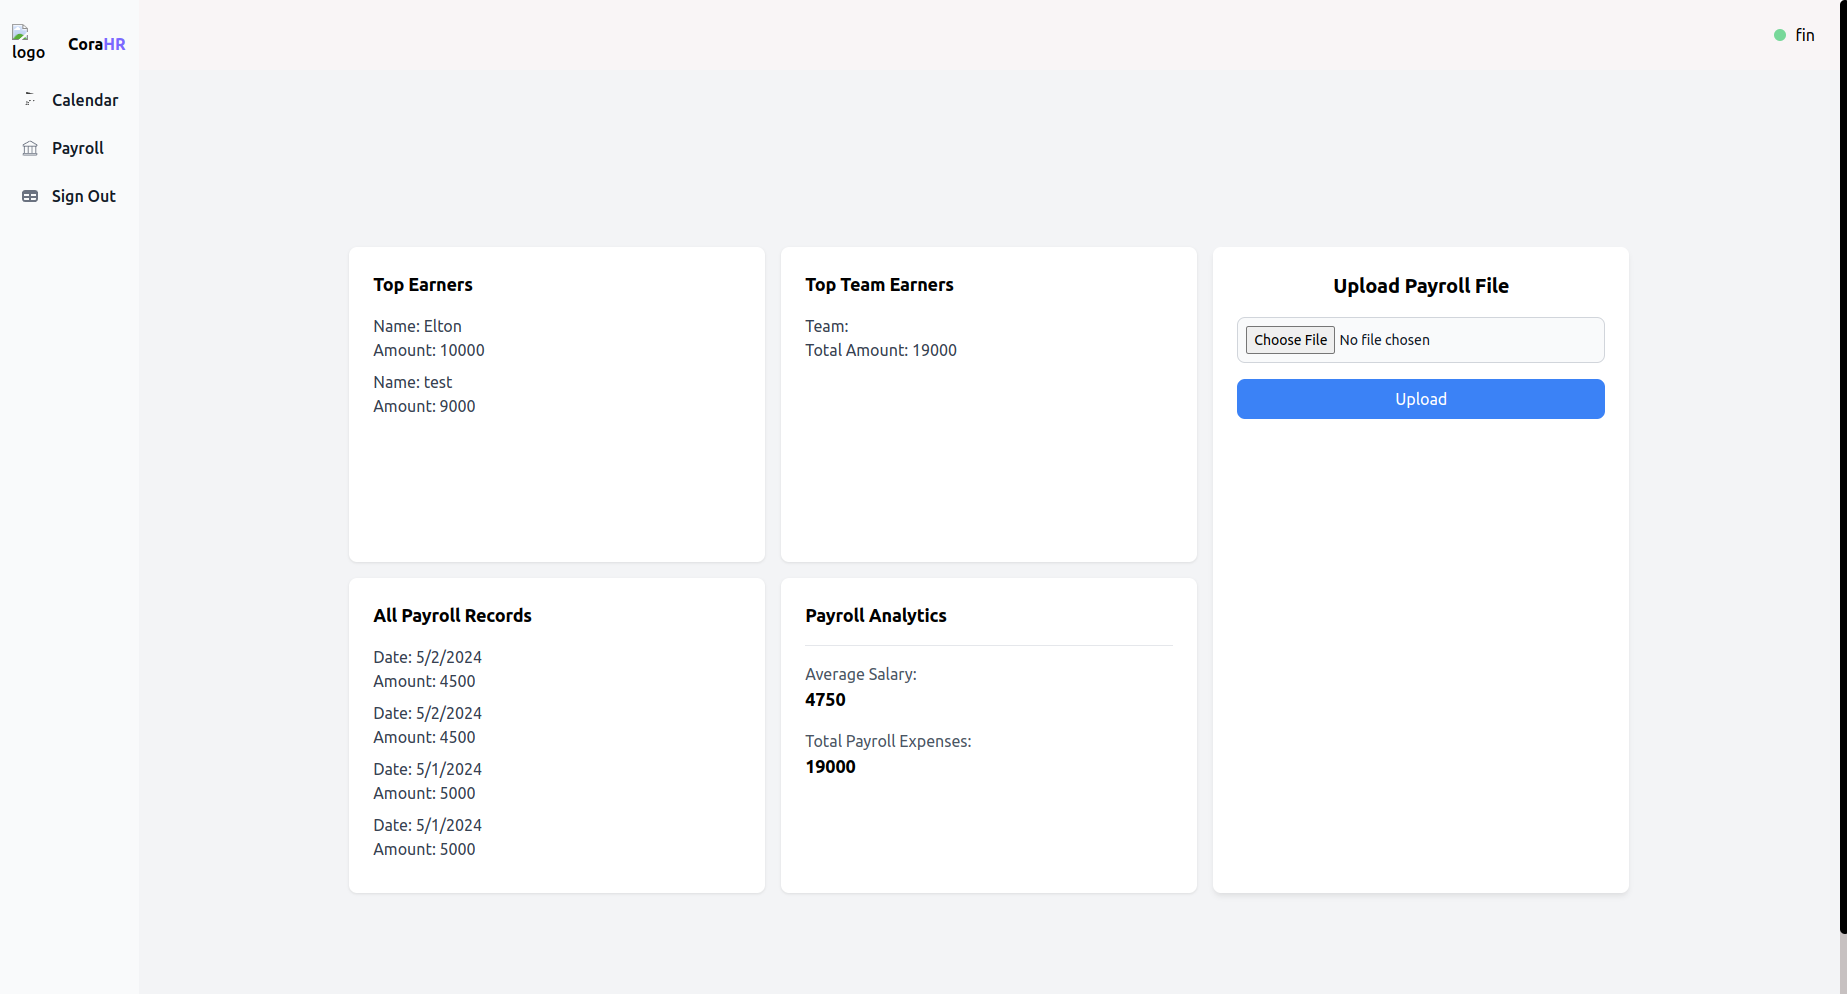 logo
CoraHR
fin
Calendar
Payroll
Sign Out
Top Earners
Name: Elton
Amount: 10000
Name: test
Amount: 9000
Top Team Earners
Team:
Total Amount: 19000
Upload Payroll File
Choose File No file chosen
Upload
All Payroll Records
Date: 5/2/2024
Amount: 4500
Date: 5/2/2024
Amount: 4500
Date: 5/1/2024
Amount: 5000
Date: 5/1/2024
Amount: 5000
Payroll Analytics
Average Salary:
4750
Total Payroll Expenses:
19000